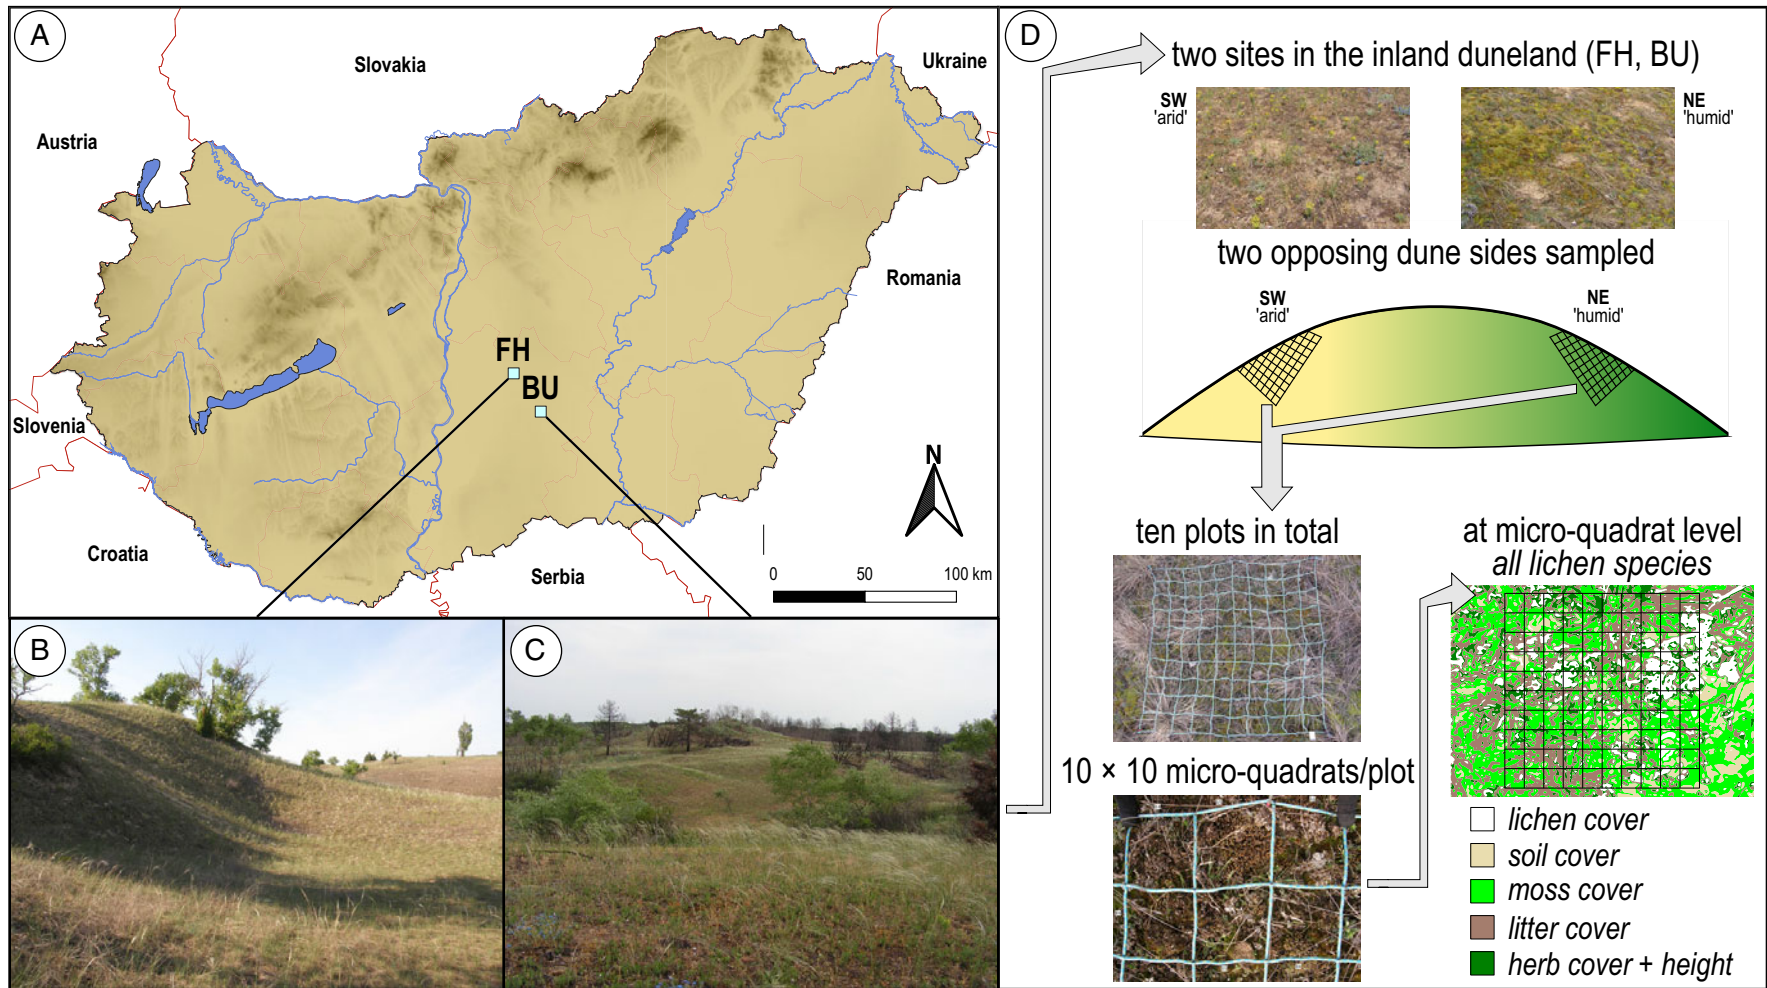 A
Slovakia
Ukraine
Austria
Romania
FH
BU
Slovenia
N
Croatia
Serbia
0 50 100 km
B
C
D
two sites in the inland duneland (FH, BU)
SW
'arid'
NE
'humid'
two opposing dune sides sampled
SW
'arid'
NE
'humid'
ten plots in total
at micro-quadrat level
all lichen species
10 × 10 micro-quadrats/plot
lichen cover
soil cover
moss cover
litter cover
herb cover + height